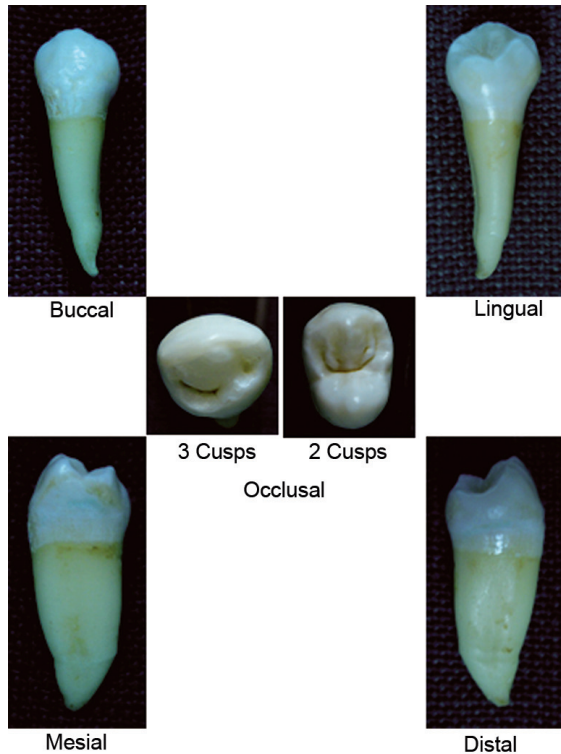 Buccal
Lingual
3 Cusps
2 Cusps
Occlusal
Mesial
Distal